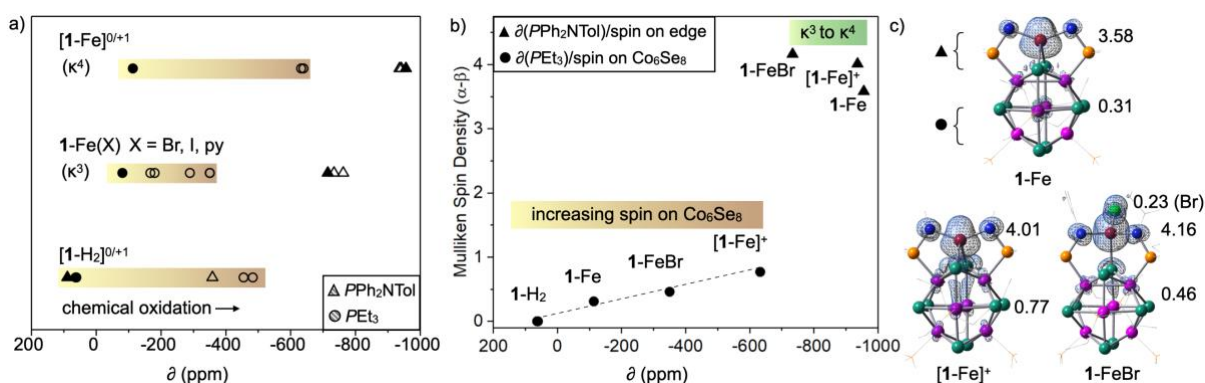 a)
[1-Fe]0/+1
(κ4)
1-Fe(X) X = Br, I, py
(κ3)
[1-H2]0/+1
chemical oxidation →
PPh2NTol
PEt3
200 0 -200 -400 -600 -800 -1000
∂ (ppm)
b)
∂(PPh2NTol)/spin on edge
∂(PEt3)/spin on Co6Se8
κ3 to κ4
1-FeBr
[1-Fe]+
1-Fe
increasing spin on Co6Se8
[1-Fe]+
1-FeBr
1-Fe
1-H2
Mulliken Spin Density (α-β)
4
3
2
1
0
200 0 -200 -400 -600 -800 -1000
∂ (ppm)
c)
3.58
0.31
1-Fe
4.01
0.77
[1-Fe]+
0.23 (Br)
4.16
0.46
1-FeBr